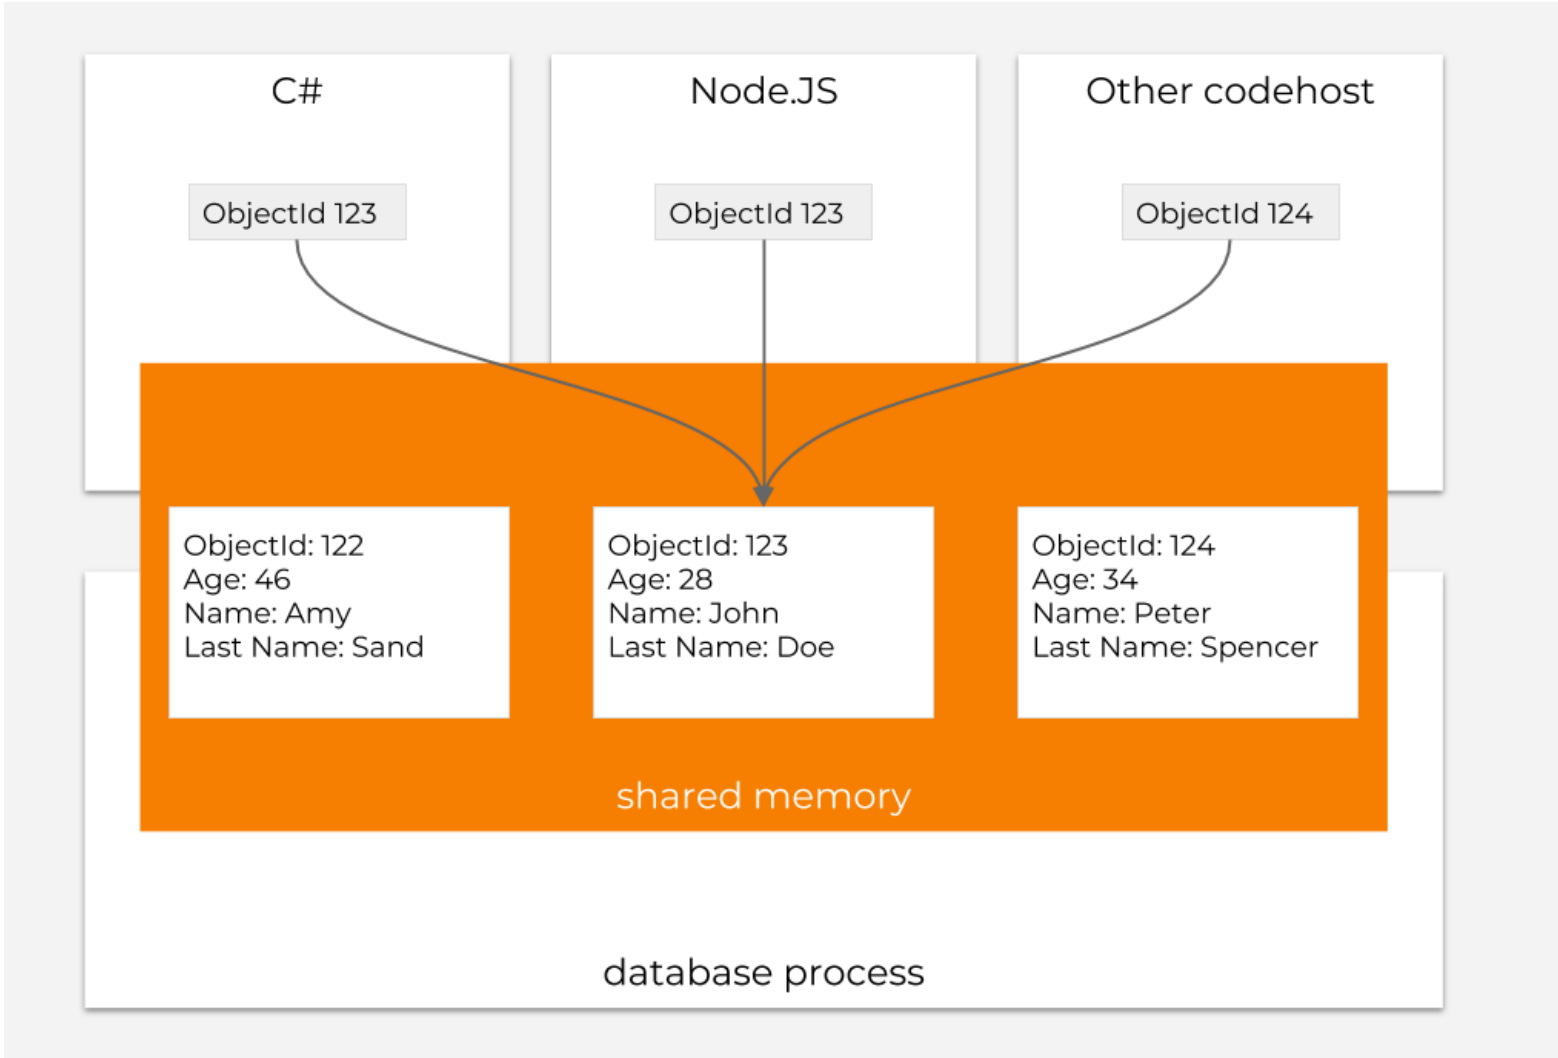 C#
Node.JS
Other codehost
ObjectId 123
ObjectId 123
ObjectId 124
ObjectId: 122
Age: 46
Name: Amy
Last Name: Sand
ObjectId: 123
Age: 28
Name: John
Last Name: Doe
ObjectId: 124
Age: 34
Name: Peter
Last Name: Spencer
shared memory
database process